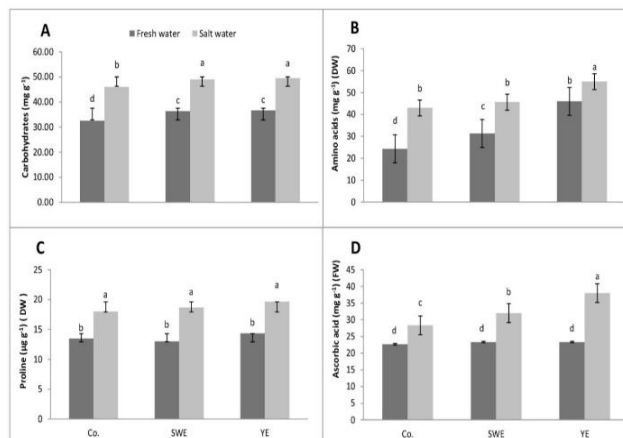 A
Fresh water Salt water
Carbohydrates (mg g⁻¹)
60.00
50.00
40.00
30.00
20.00
10.00
0.00
d b c a c a
B
Amino acids (mg g⁻¹) (DW)
70
60
50
40
30
20
10
0
d b c b b a
C
Proline (µg g⁻¹) ( DW )
25
20
15
10
5
0
b a b a b a
Co. SWE YE
D
Ascorbic acid (mg g⁻¹) (FW)
45
40
35
30
25
20
15
10
5
0
d c d b d a
Co. SWE YE